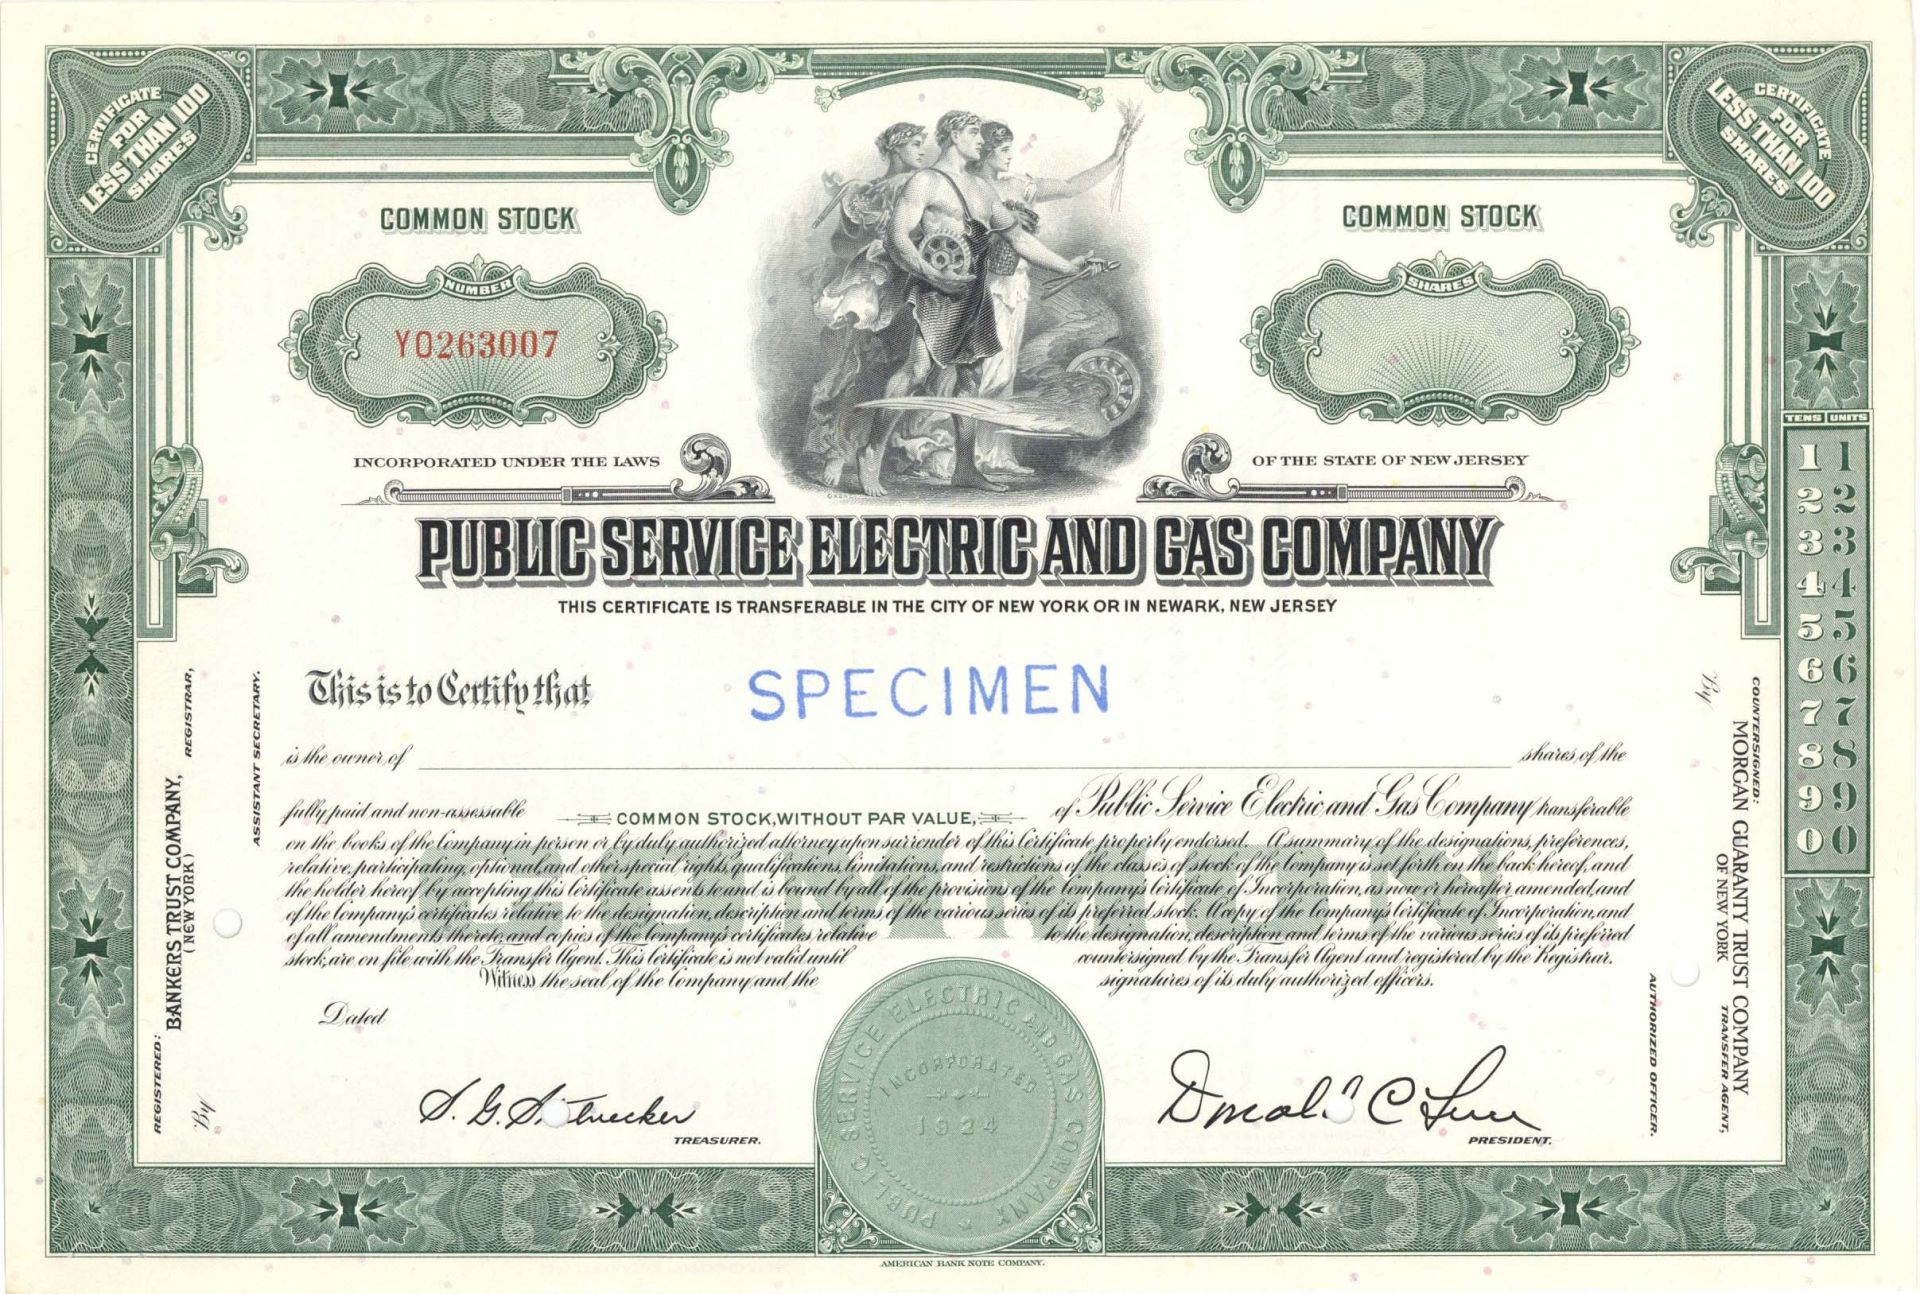 CERTIFICATE FOR LESS THAN 100 SHARES
CERTIFICATE FOR LESS THAN 100 SHARES
COMMON STOCK
COMMON STOCK
NUMBER
SHARES
YO263007
INCORPORATED UNDER THE LAWS
OF THE STATE OF NEW JERSEY
PUBLIC SERVICE ELECTRIC AND GAS COMPANY
THIS CERTIFICATE IS TRANSFERABLE IN THE CITY OF NEW YORK OR IN NEWARK, NEW JERSEY
This is to Certify that
SPECIMEN
is the owner of
shares of the
fully paid and non-assessable COMMON STOCK, WITHOUT PAR VALUE, of Public Service Electric and Gas Company transferable
on the books of the Company in person or by duly authorized attorney upon surrender of this Certificate properly endorsed. A summary of the designations, preferences,
relative, participating, optional, and other special rights, qualifications, limitations, and restrictions of the classes of stock of the Company is set forth on the back hereof, and
the holder hereof by accepting this Certificate assents to and is bound by all of the provisions of the Company's Certificate of Incorporation, as now or hereafter amended, and
of the Company's certificates relative to the designation, description and terms of the various series of its preferred stock. A copy of the Company's Certificate of Incorporation, and
of all amendments thereto, and copies of the Company's certificates relative to the designation, description and terms of the various series of its preferred
stock, are on file with the Transfer Agent. This Certificate is not valid until countersigned by the Transfer Agent and registered by the Registrar.
Witness the seal of the Company and the signatures of its duly authorized officers.
Dated
S. G. S
TREASURER.
Donald C
PRESIDENT.
PUBLIC SERVICE ELECTRIC AND GAS COMPANY
INCORPORATED
1924
REGISTERED:
BANKERS TRUST COMPANY,
(NEW YORK)
REGISTRAR,
By
ASSISTANT SECRETARY.
COUNTERSIGNED:
MORGAN GUARANTY TRUST COMPANY
OF NEW YORK
TRANSFER AGENT,
By
AUTHORIZED OFFICER.
TENS UNITS
1 1
2 2
3 3
4 4
5 5
6 6
7 7
8 8
9 9
0 0
AMERICAN BANK NOTE COMPANY.